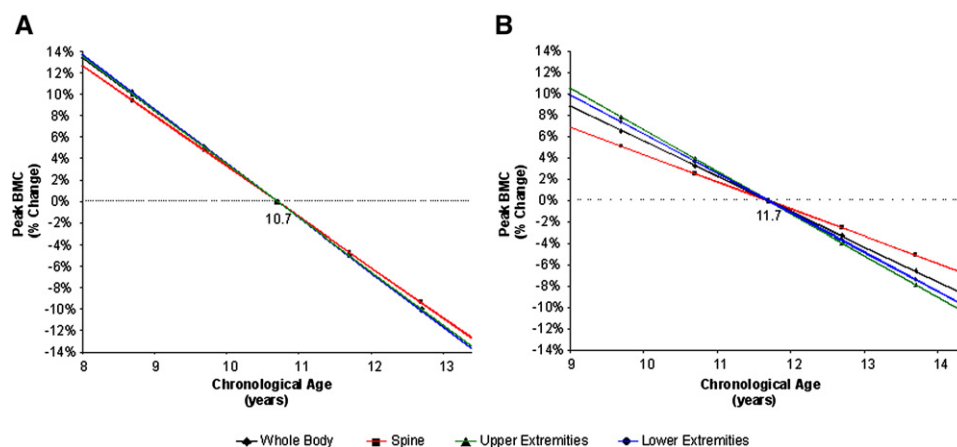 A
14%
12%
10%
8%
6%
4%
2%
0%
-2%
-4%
-6%
-8%
-10%
-12%
-14%
Peak BMC
(% Change)
10.7
8 9 10 11 12 13
Chronological Age
(years)
B
14%
12%
10%
8%
6%
4%
2%
0%
-2%
-4%
-6%
-8%
-10%
-12%
-14%
Peak BMC
(% Change)
11.7
9 10 11 12 13 14
Chronological Age
(years)
Whole Body Spine Upper Extremities Lower Extremities